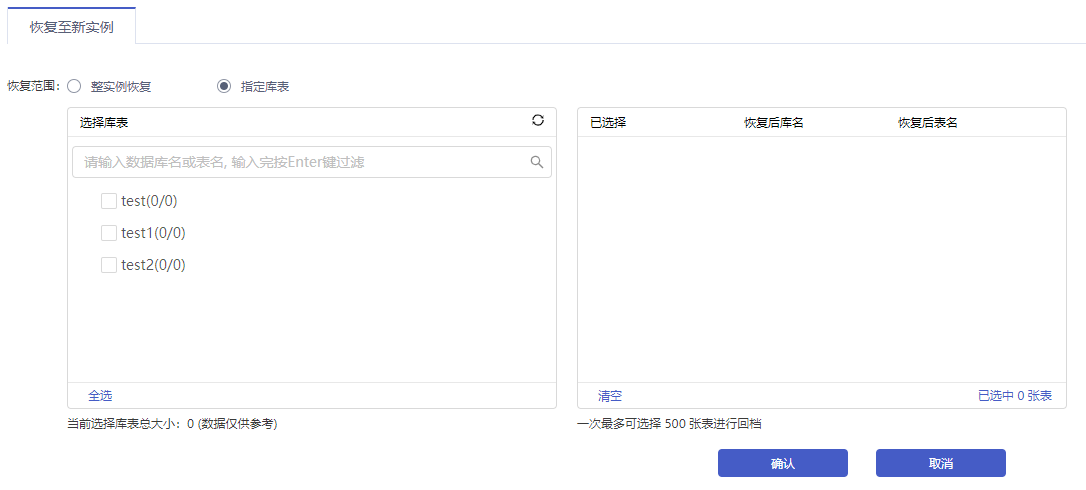 恢复至新实例
恢复范围： 整实例恢复 指定库表
选择库表
请输入数据库名或表名, 输入完按Enter键过滤
test(0/0)
test1(0/0)
test2(0/0)
全选
当前选择库表总大小：0 (数据仅供参考)
已选择 恢复后库名 恢复后表名
清空 已选中 0 张表
一次最多可选择 500 张表进行回档
确认 取消